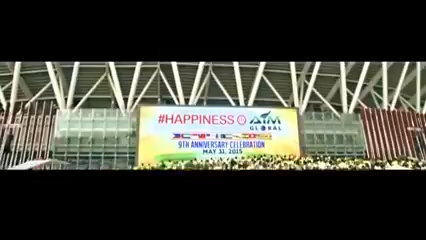 #HAPPINESS @ AIM
GLOBAL
9TH ANNIVERSARY CELEBRATION
MAY 31, 2015